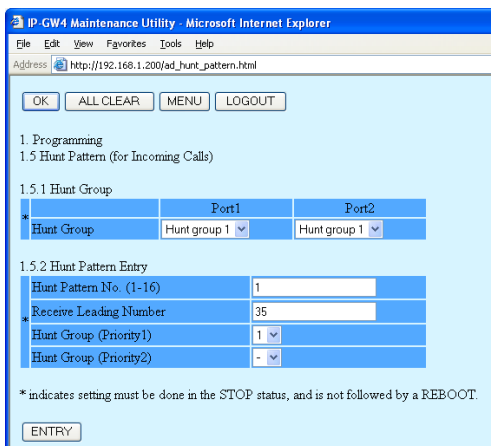 IP-GW4 Maintenance Utility - Microsoft Internet Explorer
File Edit View Favorites Tools Help
Address http://192.168.1.200/ad_hunt_pattern.html
OK ALL CLEAR MENU LOGOUT
1. Programming
1.5 Hunt Pattern (for Incoming Calls)
1.5.1 Hunt Group
Port1 Port2
* Hunt Group Hunt group 1 Hunt group 1
1.5.2 Hunt Pattern Entry
Hunt Pattern No. (1-16) 1
* Receive Leading Number 35
Hunt Group (Priority1) 1
Hunt Group (Priority2) -
* indicates setting must be done in the STOP status, and is not followed by a REBOOT.
ENTRY